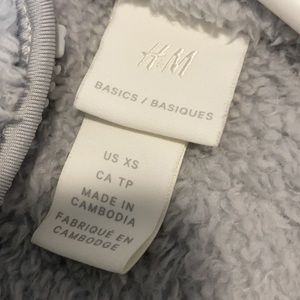 H&M
BASICS / BASIQUES
US XS
CA TP
MADE IN
CAMBODIA
FABRIQUÉ EN
CAMBODGE